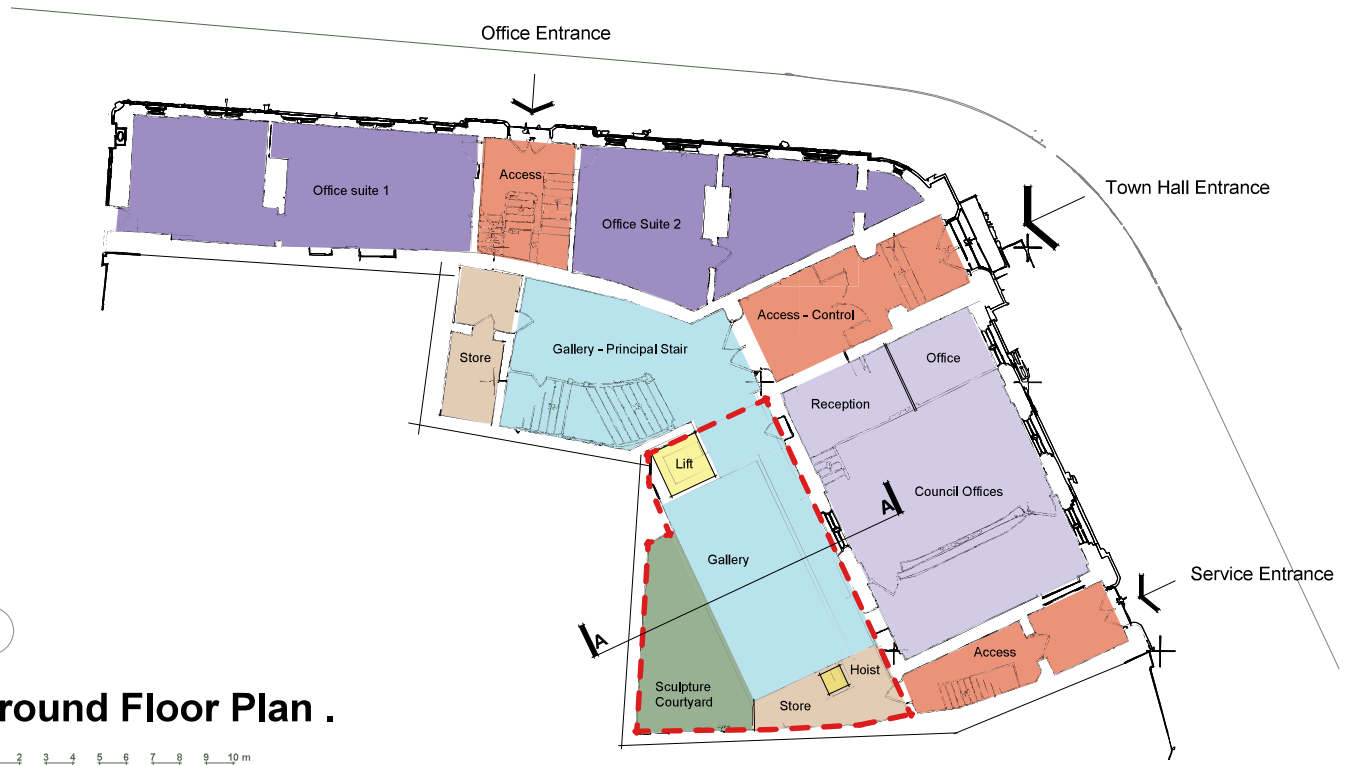 Office Entrance
Town Hall Entrance
Access
Office suite 1
Office Suite 2
Access - Control
Gallery - Principal Stair
Store
Office
Reception
Lift
Council Offices
A
Gallery
Service Entrance
A
Access
Hoist
Sculpture
Courtyard
Store
round Floor Plan .
2 3 4 5 6 7 8 9 10 m